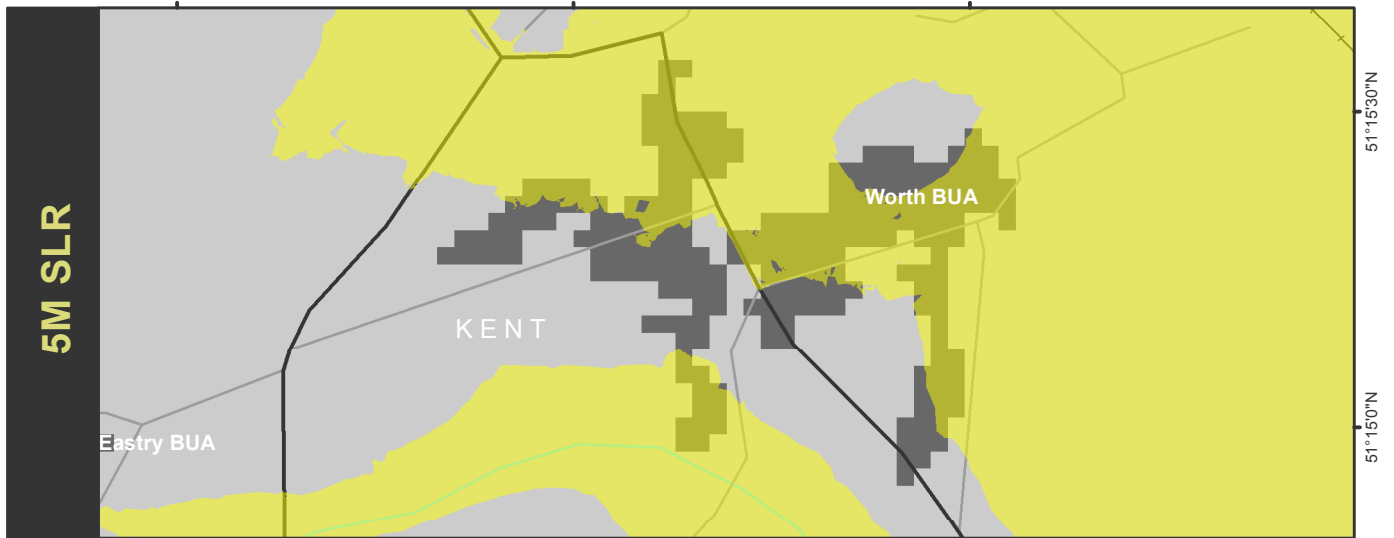 5M SLR
51°15'30"N
Worth BUA
KENT
Eastry BUA
51°15'0"N